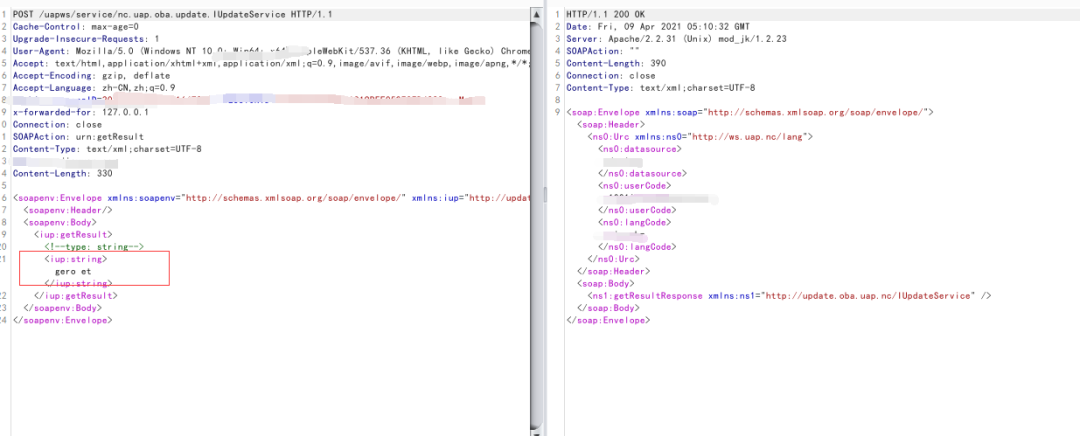 1 POST /uapws/service/nc.uap.oba.update.IUpdateService HTTP/1.1
2 Cache-Control: max-age=0
3 Upgrade-Insecure-Requests: 1
4 User-Agent: Mozilla/5.0 (Windows NT 10.0; Win64; AppleWebKit/537.36 (KHTML, like Gecko) Chrome
5 Accept: text/html,application/xhtml+xml,application/xml;q=0.9,image/avif,image/webp,image/apng,*/*;
6 Accept-Encoding: gzip, deflate
7 Accept-Language: zh-CN,zh;q=0.9
8
9 x-forwarded-for: 127.0.0.1
0 Connection: close
1 SOAPAction: urn:getResult
2 Content-Type: text/xml;charset=UTF-8
3
4 Content-Length: 330
5
6 <soapenv:Envelope xmlns:soapenv="http://schemas.xmlsoap.org/soap/envelope/" xmlns:iup="http://updat
7 <soapenv:Header/>
8 <soapenv:Body>
9 <iup:getResult>
20 <!--type: string-->
21 <iup:string>
gero et
</iup:string>
22 </iup:getResult>
23 </soapenv:Body>
24 </soapenv:Envelope>
1 HTTP/1.1 200 OK
2 Date: Fri, 09 Apr 2021 05:10:32 GMT
3 Server: Apache/2.2.31 (Unix) mod_jk/1.2.23
4 SOAPAction: ""
5 Content-Length: 390
6 Connection: close
7 Content-Type: text/xml;charset=UTF-8
8
9 <soap:Envelope xmlns:soap="http://schemas.xmlsoap.org/soap/envelope/">
<soap:Header>
<ns0:Urc xmlns:ns0="http://ws.uap.nc/lang">
<ns0:datasource>
</ns0:datasource>
<ns0:userCode>
</ns0:userCode>
<ns0:langCode>
</ns0:langCode>
</ns0:Urc>
</soap:Header>
<soap:Body>
<ns1:getResultResponse xmlns:ns1="http://update.oba.uap.nc/IUpdateService" />
</soap:Body>
</soap:Envelope>